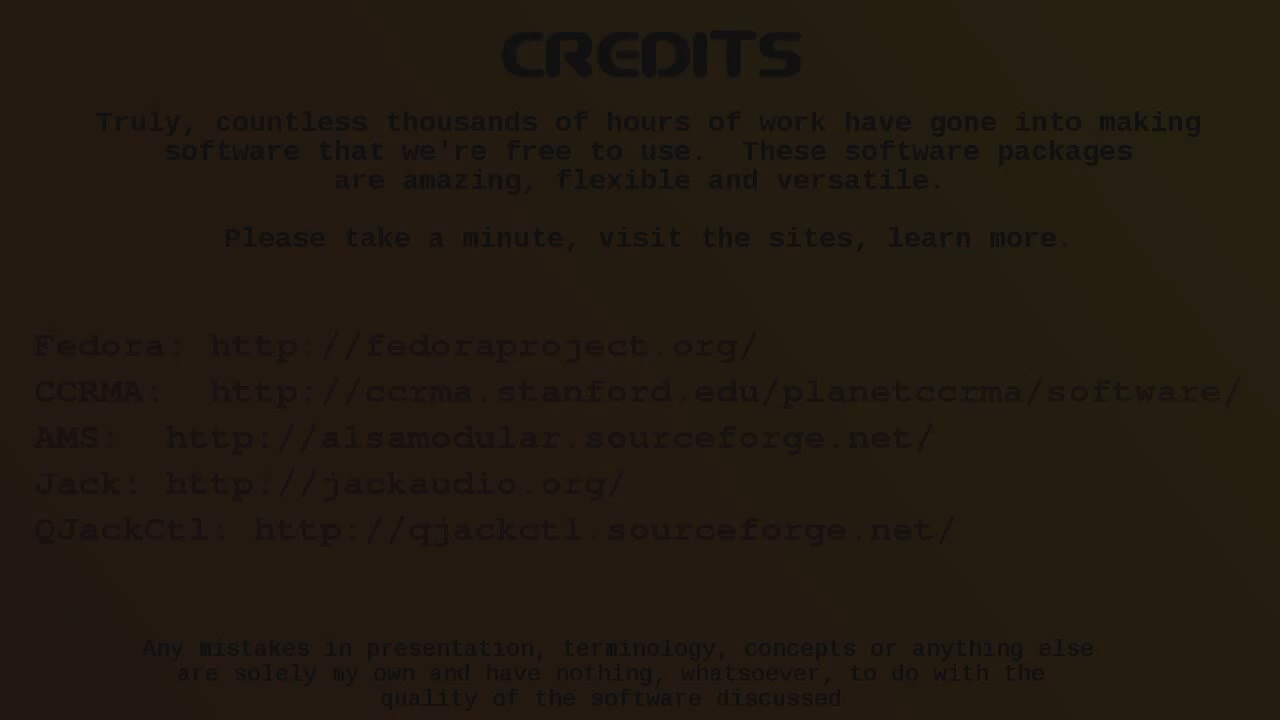 CREDITS
Truly, countless thousands of hours of work have gone into making
software that we're free to use.  These software packages
are amazing, flexible and versatile.
Please take a minute, visit the sites, learn more.
Fedora: http://fedoraproject.org/
CCRMA:  http://ccrma.stanford.edu/planetccrma/software/
AMS:  http://alsamodular.sourceforge.net/
Jack: http://jackaudio.org/
QJackCtl: http://qjackctl.sourceforge.net/
Any mistakes in presentation, terminology, concepts or anything else
are solely my own and have nothing, whatsoever, to do with the
quality of the software discussed